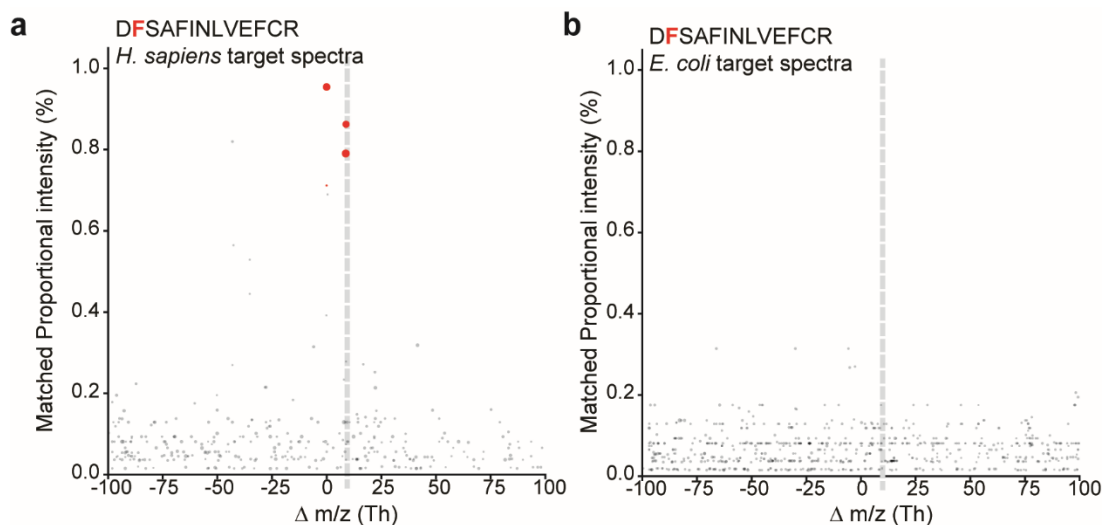 a
DFSAFINLVEFCR
H. sapiens target spectra
Matched Proportional intensity (%)
1.0
0.8
0.6
0.4
0.2
0.0
-100 -75 -50 -25 0 25 50 75 100
Δ m/z (Th)
b
DFSAFINLVEFCR
E. coli target spectra
Matched Proportional intensity (%)
1.0
0.8
0.6
0.4
0.2
0.0
-100 -75 -50 -25 0 25 50 75 100
Δ m/z (Th)